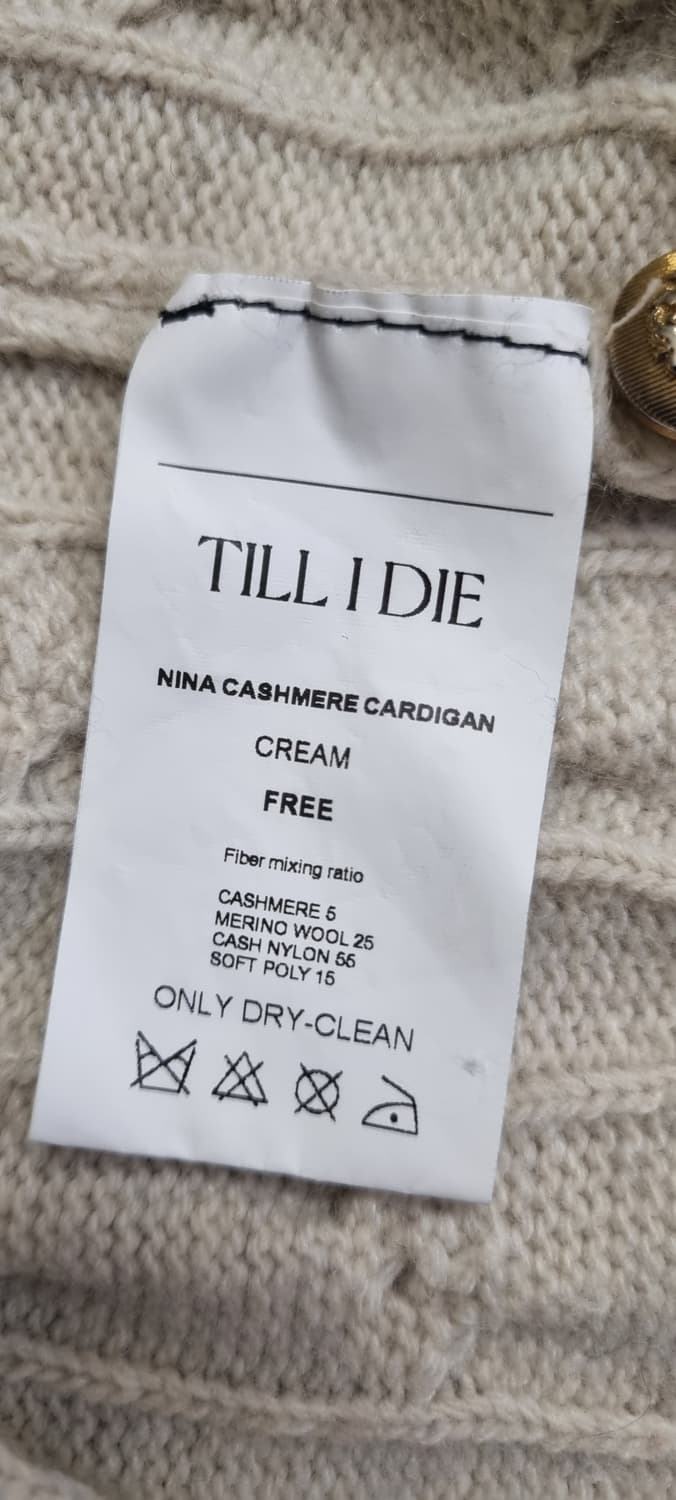 TILL I DIE
NINA CASHMERE CARDIGAN
CREAM
FREE
Fiber mixing ratio
CASHMERE 5
MERINO WOOL 25
CASH NYLON 55
SOFT POLY 15
ONLY DRY-CLEAN